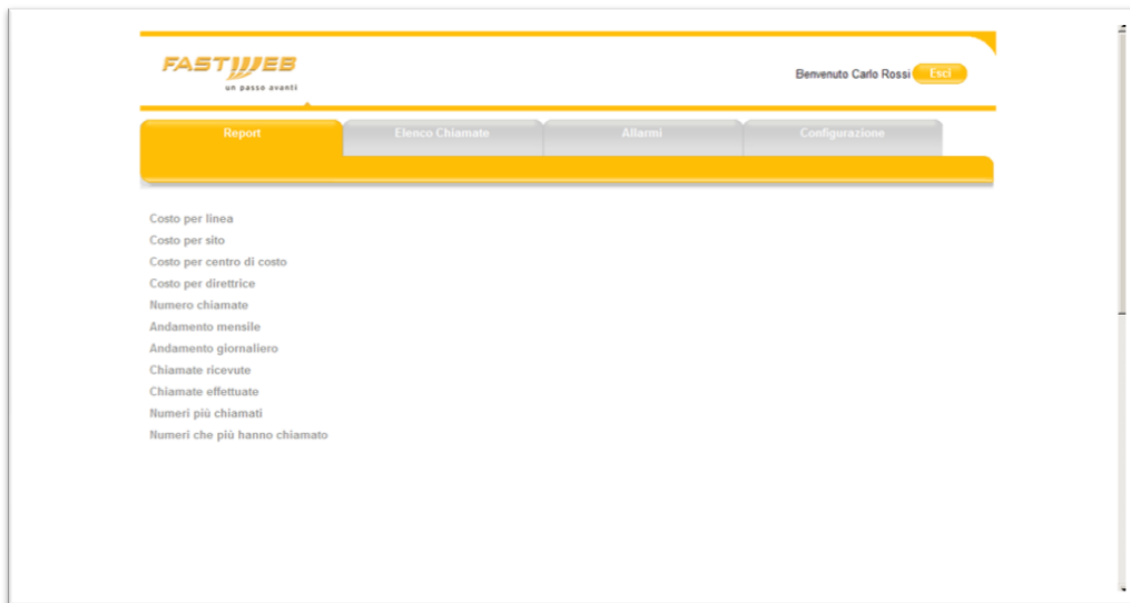 FASTWEB
un passo avanti
Benvenuto Carlo Rossi Esci
Report Elenco Chiamate Allarmi Configurazione
Costo per linea
Costo per sito
Costo per centro di costo
Costo per direttrice
Numero chiamate
Andamento mensile
Andamento giornaliero
Chiamate ricevute
Chiamate effettuate
Numeri più chiamati
Numeri che più hanno chiamato